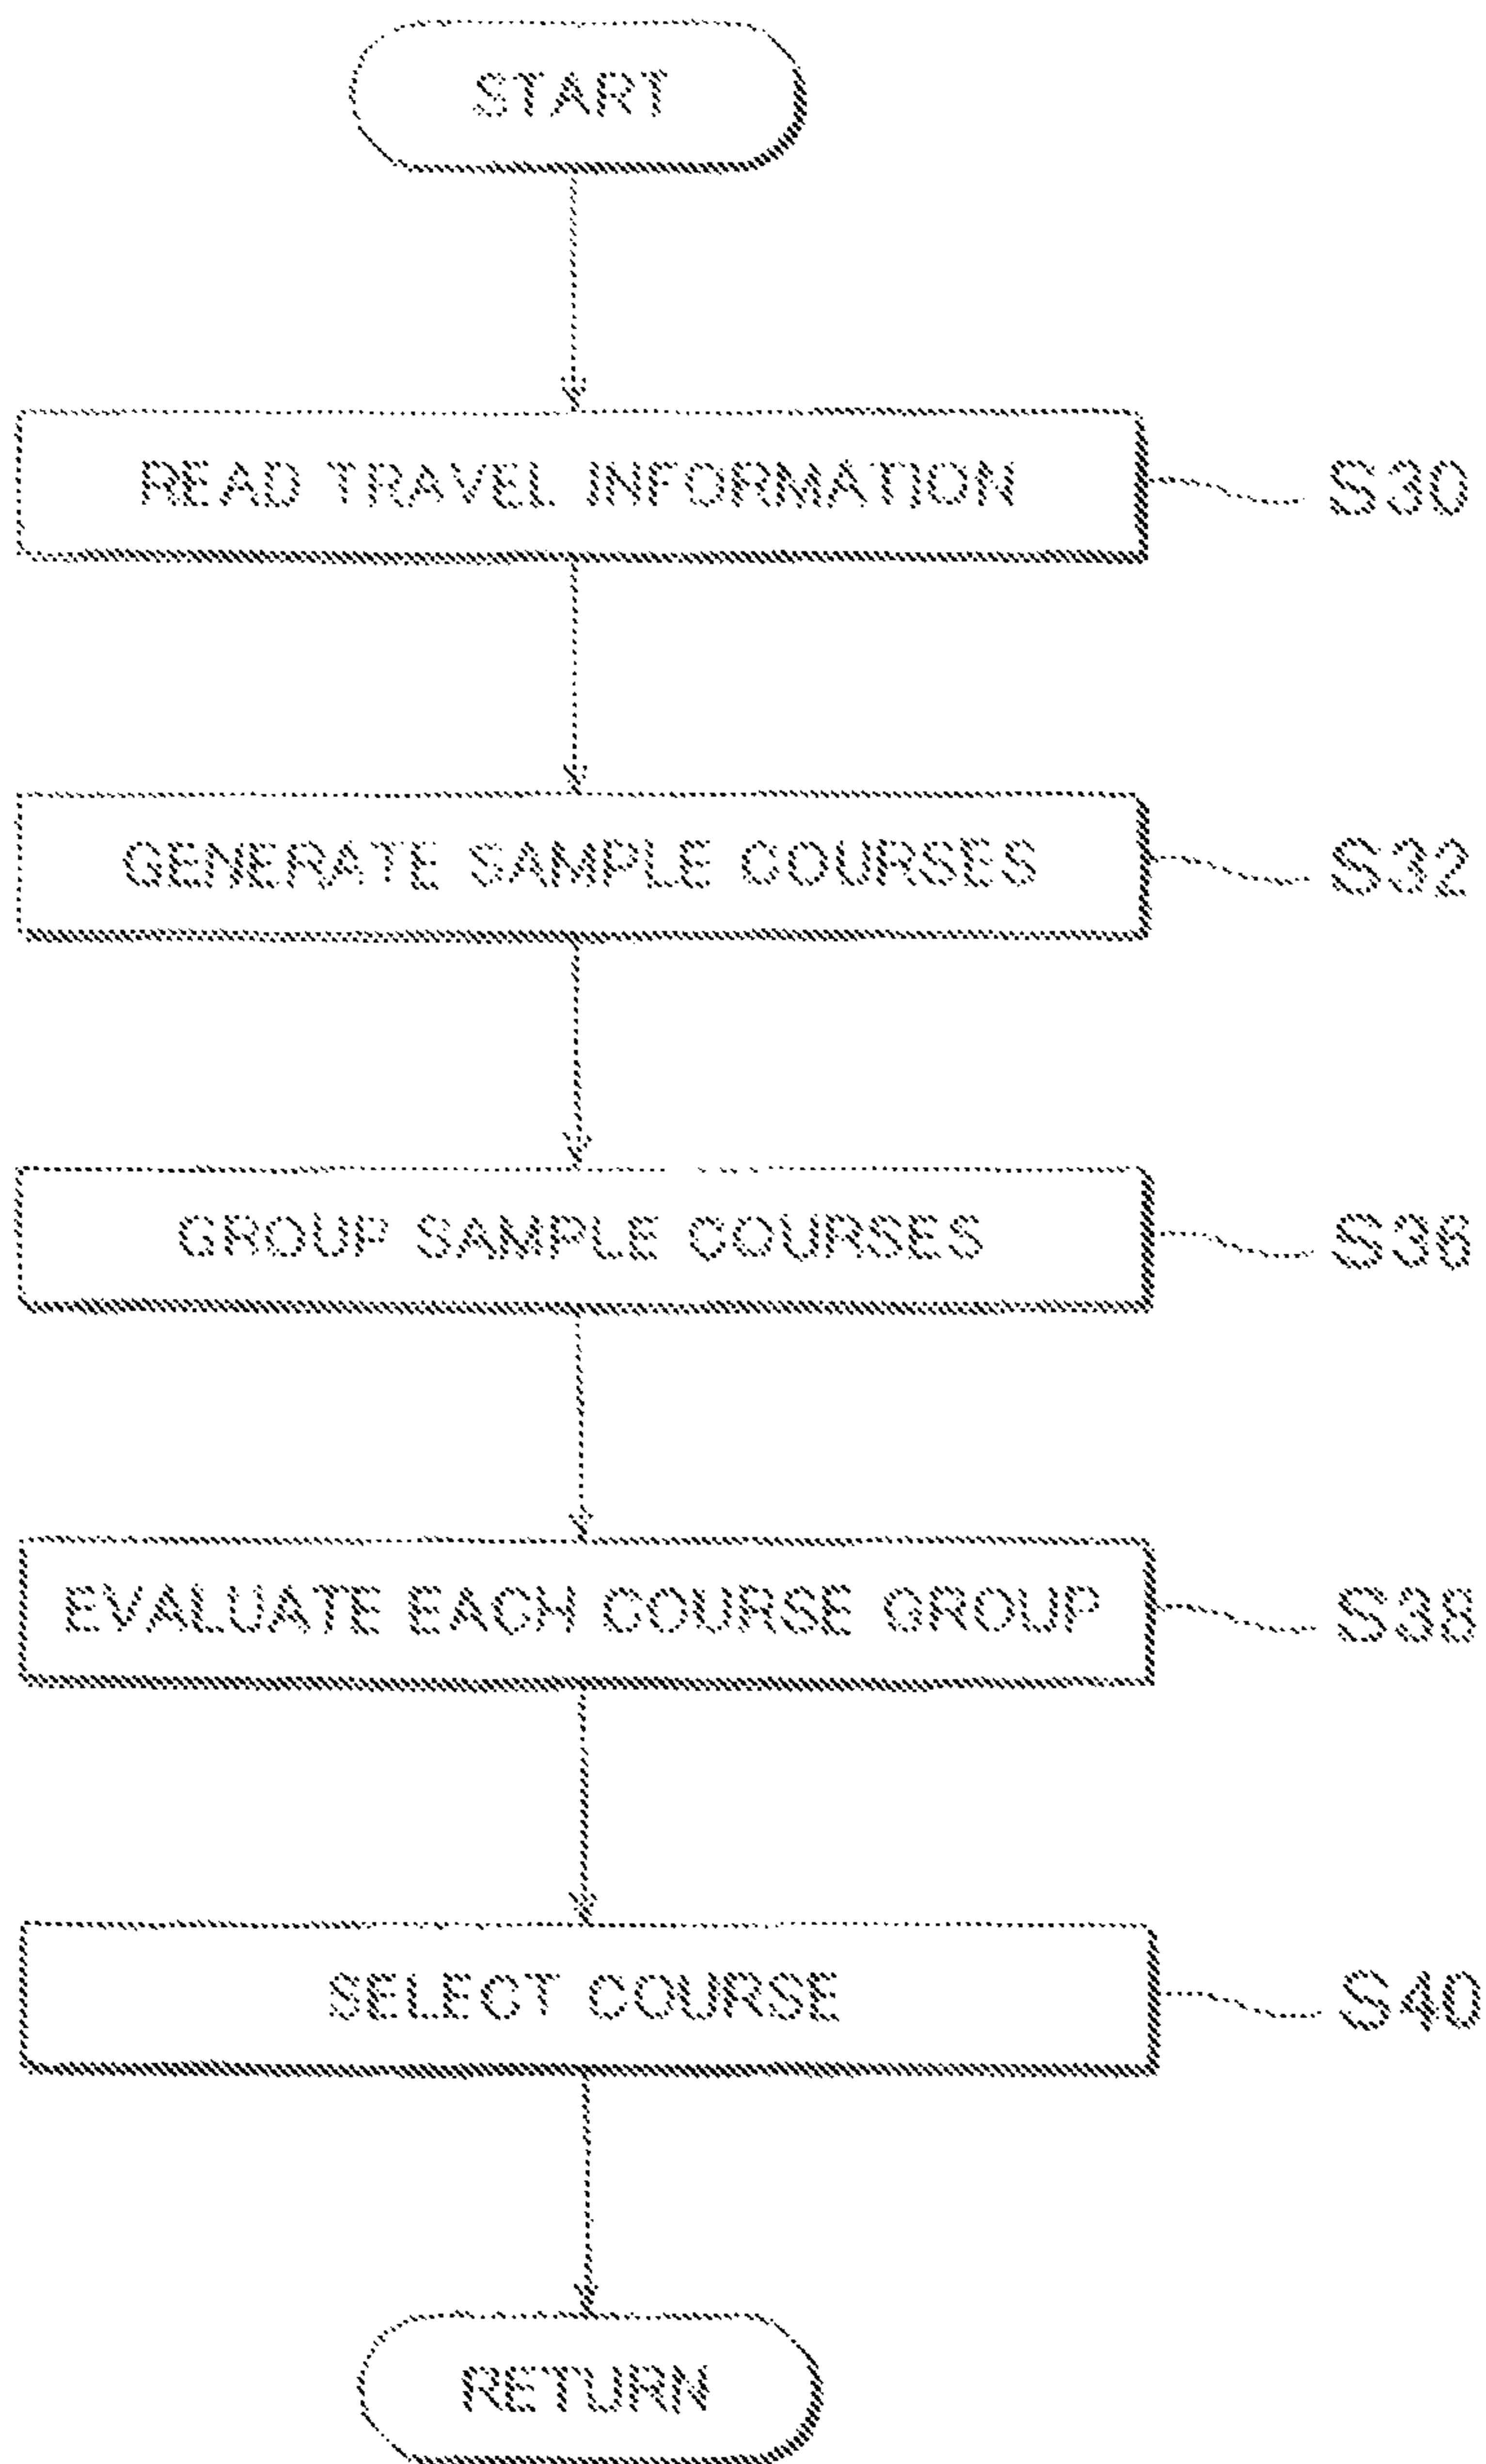 START
READ TRAVEL INFORMATION
S30
GENERATE SAMPLE COURSES
S32
GROUP SAMPLE COURSES
S36
EVALUATE EACH COURSE GROUP
S38
SELECT COURSE
S40
RETURN